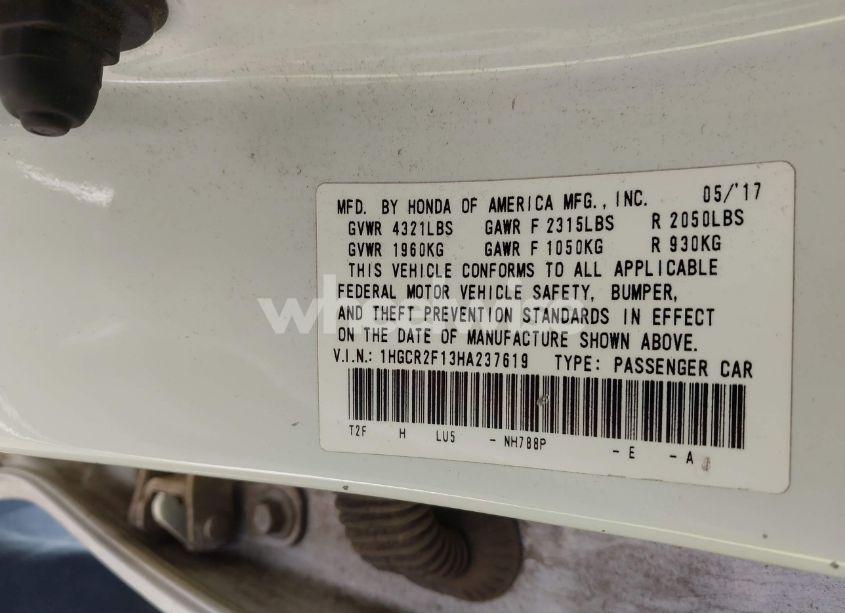 MFD. BY HONDA OF AMERICA MFG., INC. 05/'17
GVWR 4321LBS GAWR F 2315LBS R 2050LBS
GVWR 1960KG GAWR F 1050KG R 930KG
THIS VEHICLE CONFORMS TO ALL APPLICABLE
FEDERAL MOTOR VEHICLE SAFETY, BUMPER,
AND THEFT PREVENTION STANDARDS IN EFFECT
ON THE DATE OF MANUFACTURE SHOWN ABOVE.
V.I.N.: 1HGCR2F13HA237619 TYPE: PASSENGER CAR
T2F H LU5 - NH788P - E - A